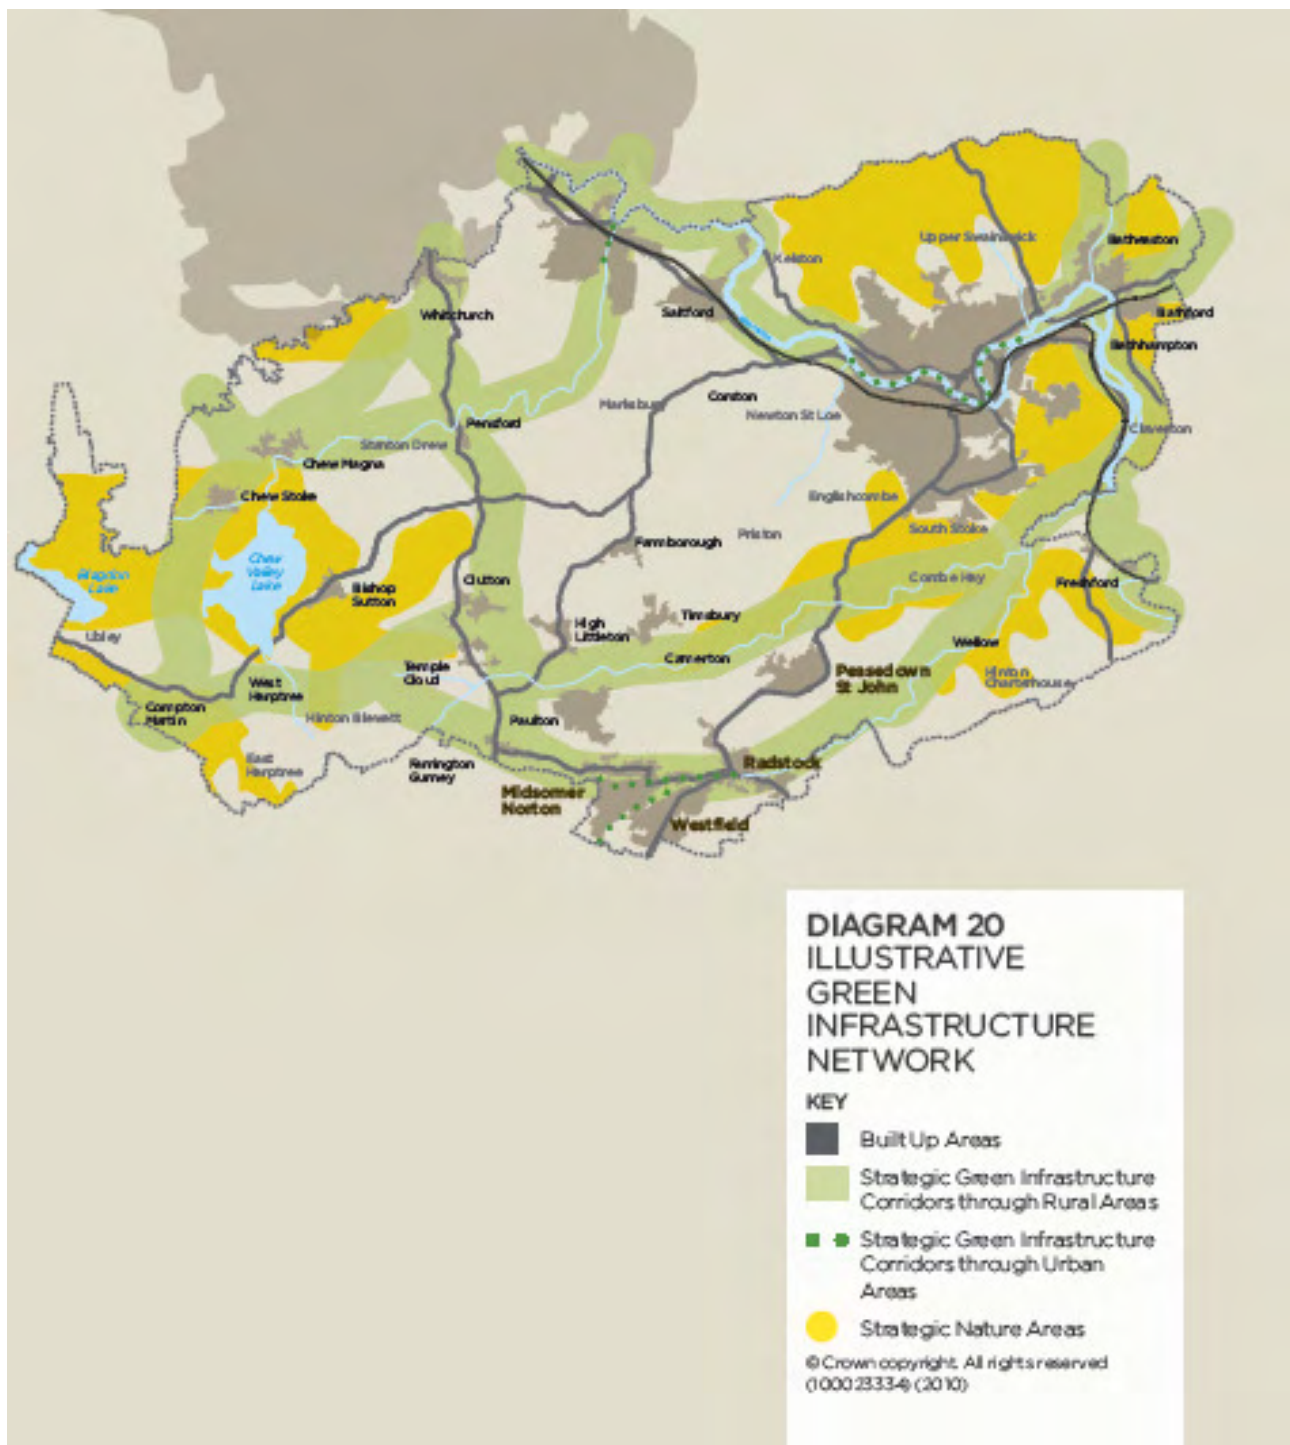 Upper Swainswick
Batheaston
Kelston
Whitchurch
Saltford
Bathford
Bathhampton
Marksbury
Corston
Newton St Loe
Claverton
Pensford
Stanton Drew
Chew Magna
Chew Stoke
Englishcombe
South Stoke
Priston
Farmborough
Chew
Valley
Lake
Blagdon
Lake
Bishop
Sutton
Clutton
Combe Hay
Freshford
Ubley
High
Littleton
Timsbury
Camerton
Wellow
Hinton
Charterhouse
Temple
Cloud
Peasedown
St John
West
Harptree
Compton
Martin
Hinton Blewett
Paulton
East
Harptree
Farrington
Gurney
Radstock
Midsomer
Norton
Westfield
DIAGRAM 20
ILLUSTRATIVE
GREEN
INFRASTRUCTURE
NETWORK
KEY
Built Up Areas
Strategic Green Infrastructure
Corridors through Rural Areas
Strategic Green Infrastructure
Corridors through Urban
Areas
Strategic Nature Areas
© Crown copyright. All rights reserved
(100023334) (2010)